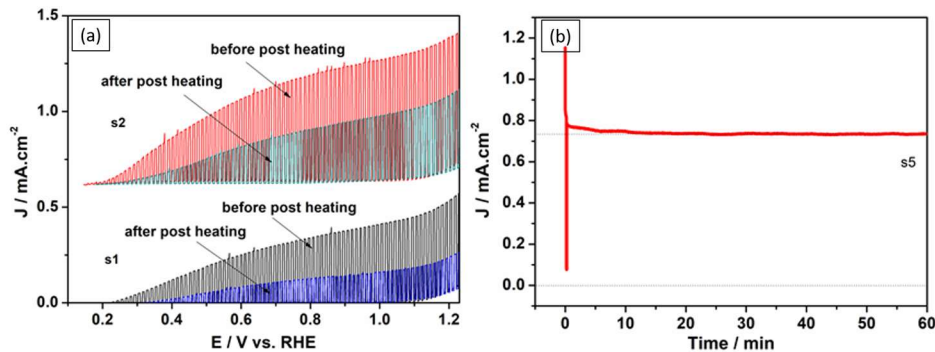 (a)
1.5
1.0
0.5
0.0
J / mA.cm-2
before post heating
after post heating
s2
before post heating
after post heating
s1
0.2 0.4 0.6 0.8 1.0 1.2
E / V vs. RHE
(b)
1.2
1.0
0.8
0.6
0.4
0.2
0.0
J / mA.cm-2
s5
0 10 20 30 40 50 60
Time / min